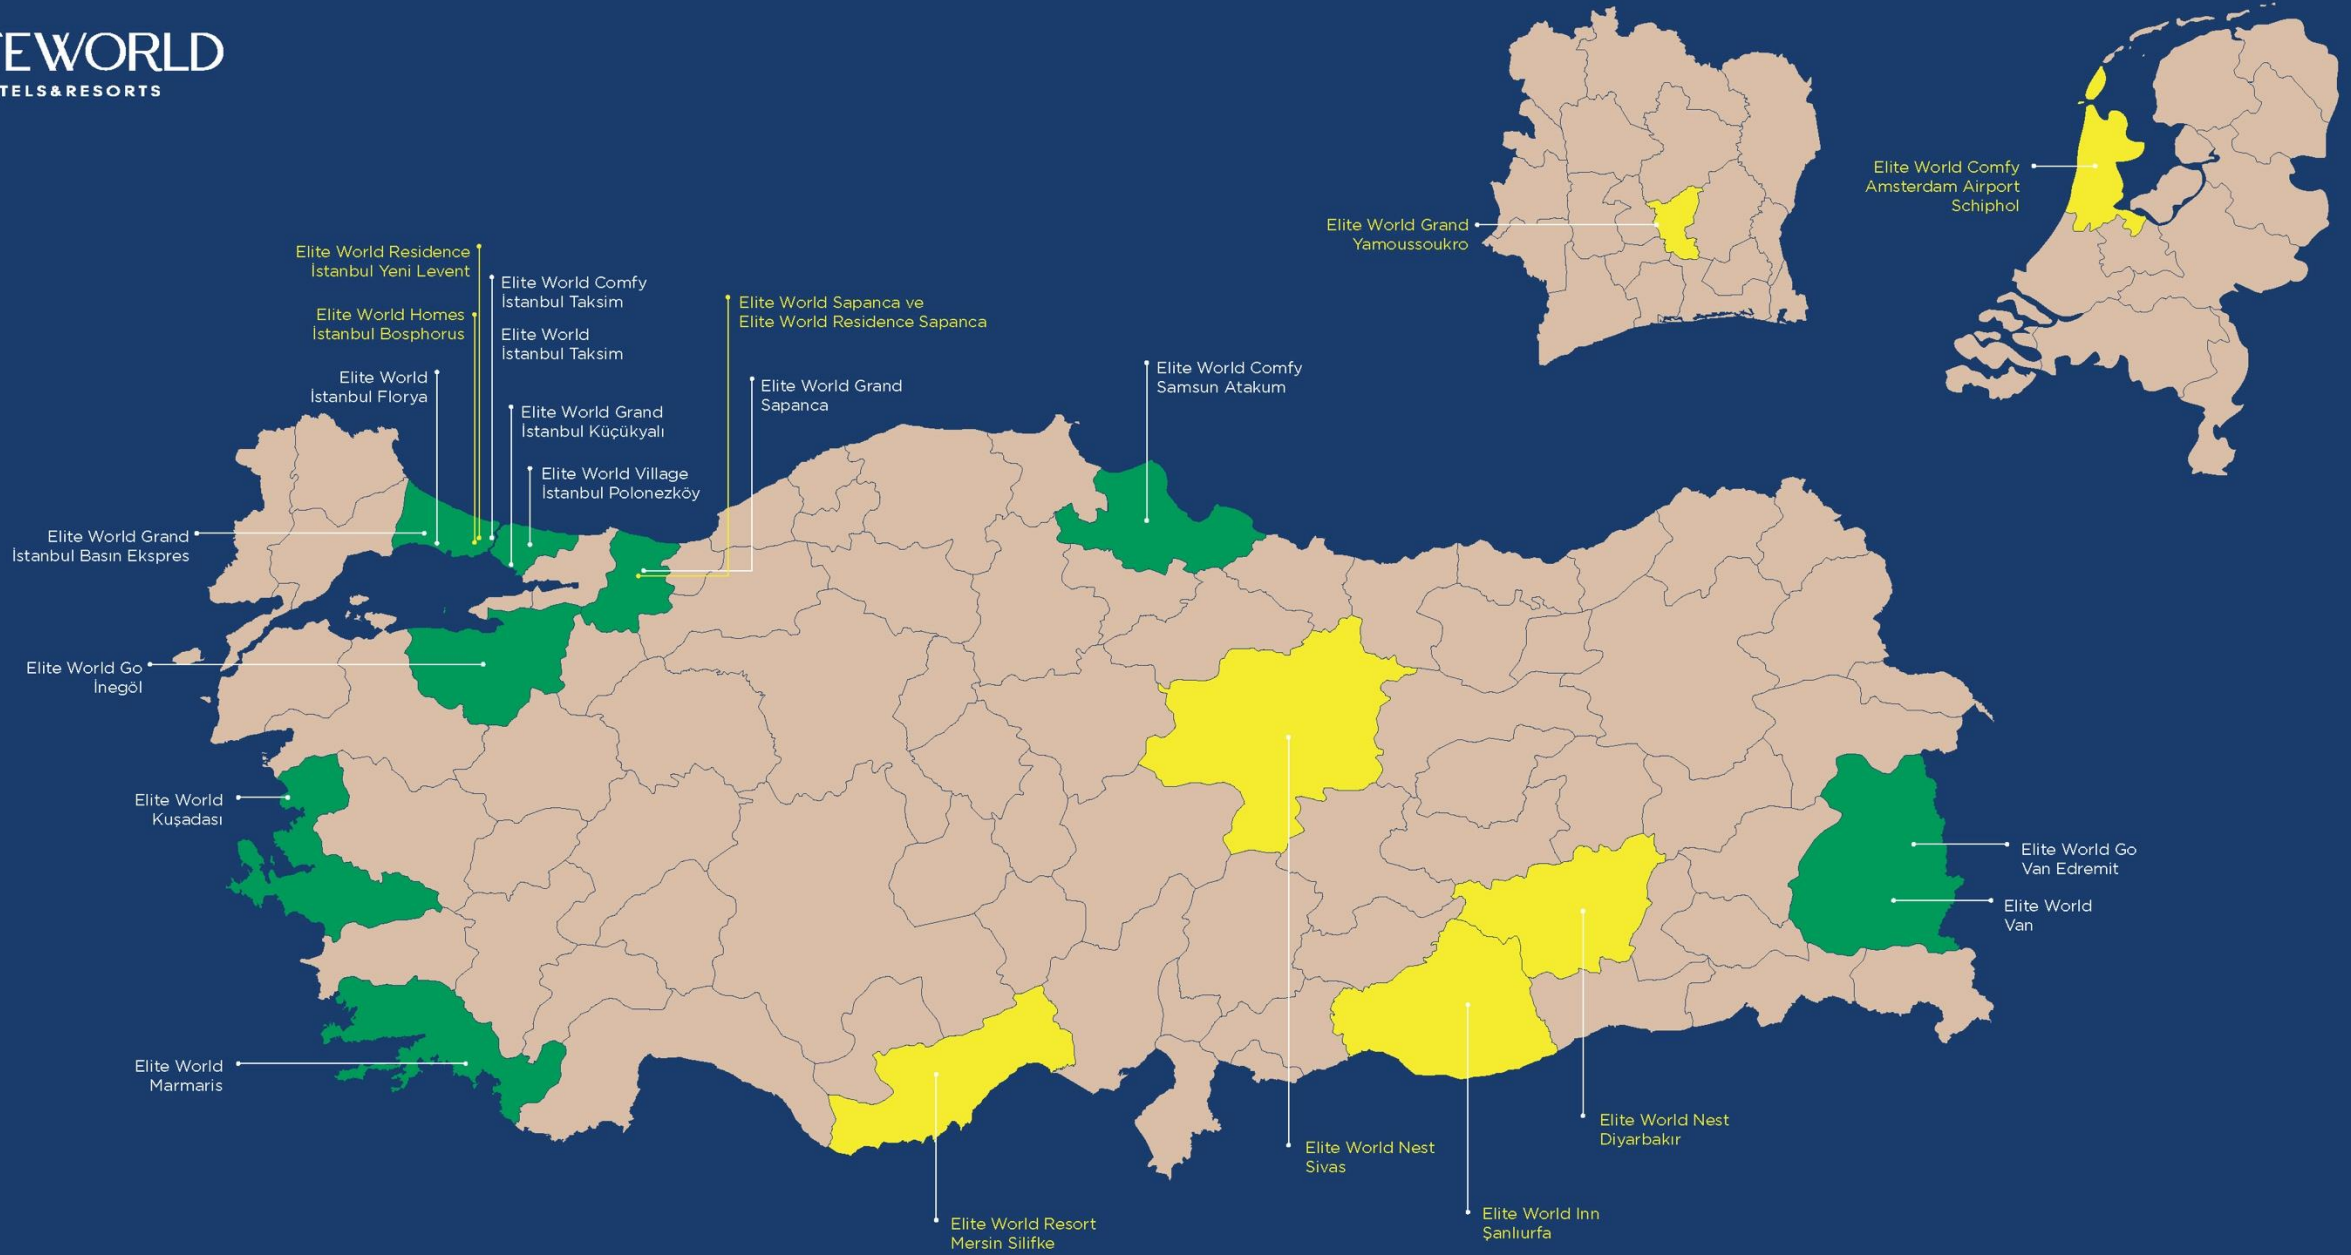 TEWORLD
TELS&RESORTS
Elite World Residence
İstanbul Yeni Levent
Elite World Homes
İstanbul Bosphorus
Elite World
İstanbul Florya
Elite World Comfy
İstanbul Taksim
Elite World
İstanbul Taksim
Elite World Grand
İstanbul Küçükyalı
Elite World Village
İstanbul Polonezköy
Elite World Sapanca ve
Elite World Residence Sapanca
Elite World Grand
Sapanca
Elite World Comfy
Samsun Atakum
Elite World Grand
Yamoussoukro
Elite World Comfy
Amsterdam Airport
Schiphol
Elite World Grand
İstanbul Basın Ekspres
Elite World Go
İnegöl
Elite World
Kuşadası
Elite World
Marmaris
Elite World Go
Van Edremit
Elite World
Van
Elite World Nest
Diyarbakır
Elite World Nest
Sivas
Elite World Inn
Şanlıurfa
Elite World Resort
Mersin Silifke